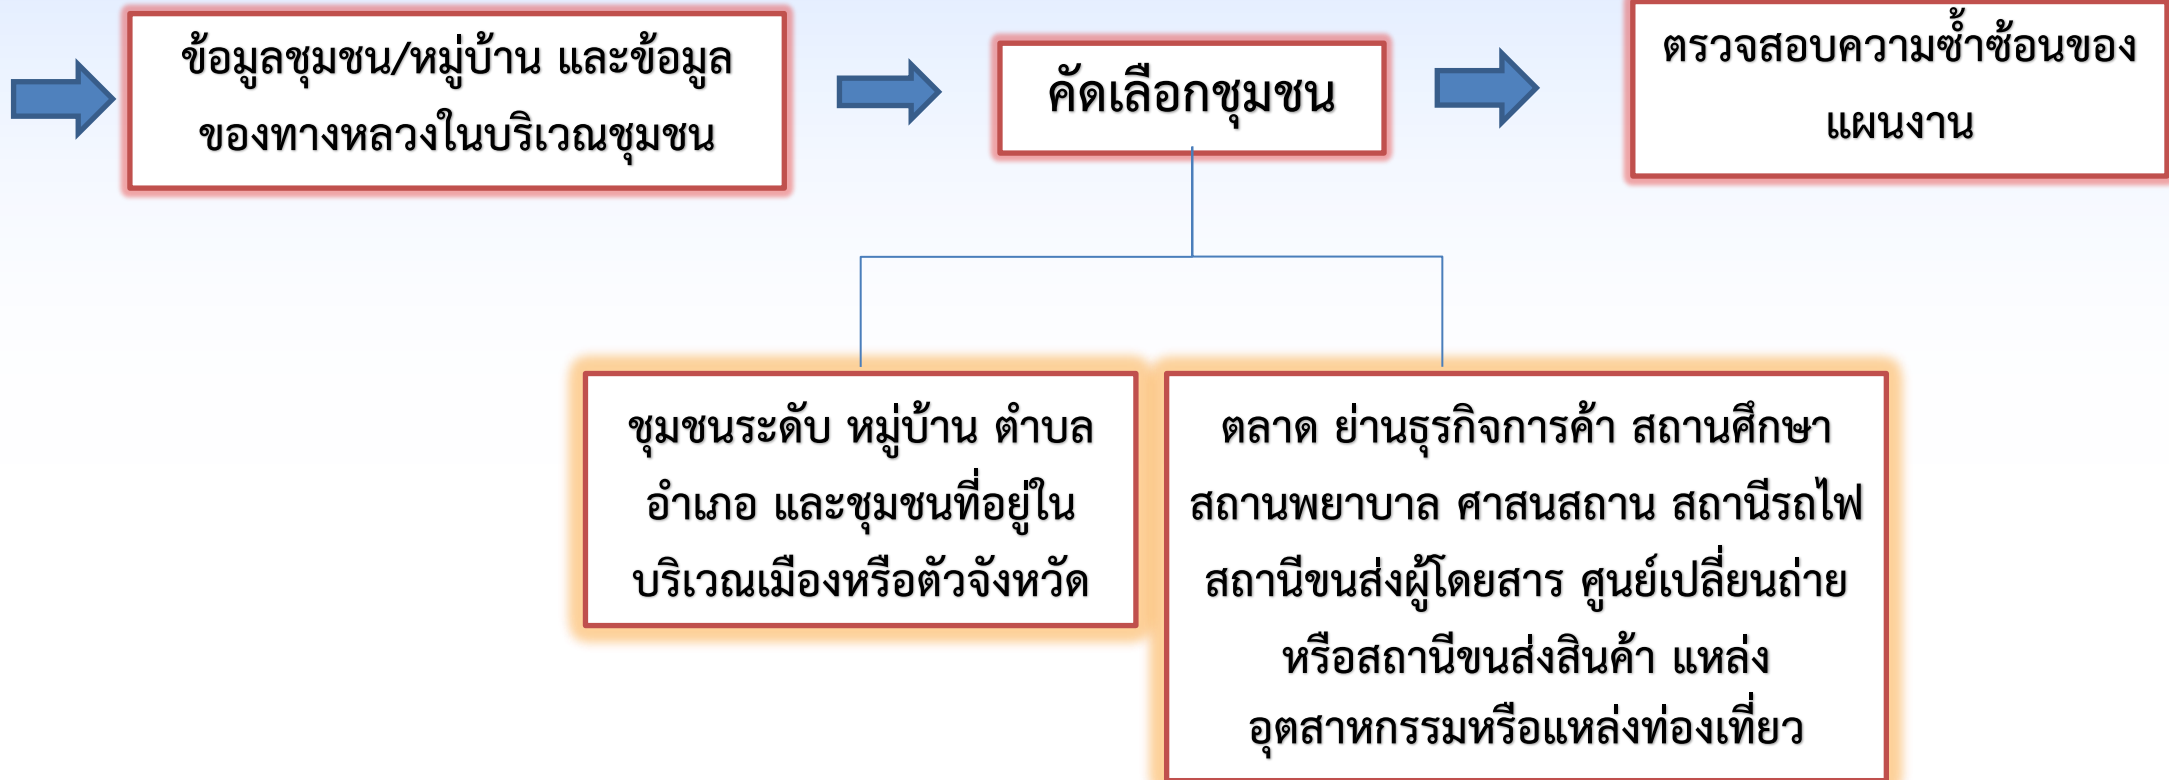 ข้อมูลชุมชน/หมู่บ้าน และข้อมูล
ของทางหลวงในบริเวณชุมชน
คัดเลือกชุมชน
ตรวจสอบความซ้ำซ้อนของ
แผนงาน
ชุมชนระดับ หมู่บ้าน ตำบล
อำเภอ และชุมชนที่อยู่ใน
บริเวณเมืองหรือตัวจังหวัด
ตลาด ย่านธุรกิจการค้า สถานศึกษา
สถานพยาบาล ศาสนสถาน สถานีรถไฟ
สถานีขนส่งผู้โดยสาร ศูนย์เปลี่ยนถ่าย
หรือสถานีขนส่งสินค้า แหล่ง
อุตสาหกรรมหรือแหล่งท่องเที่ยว